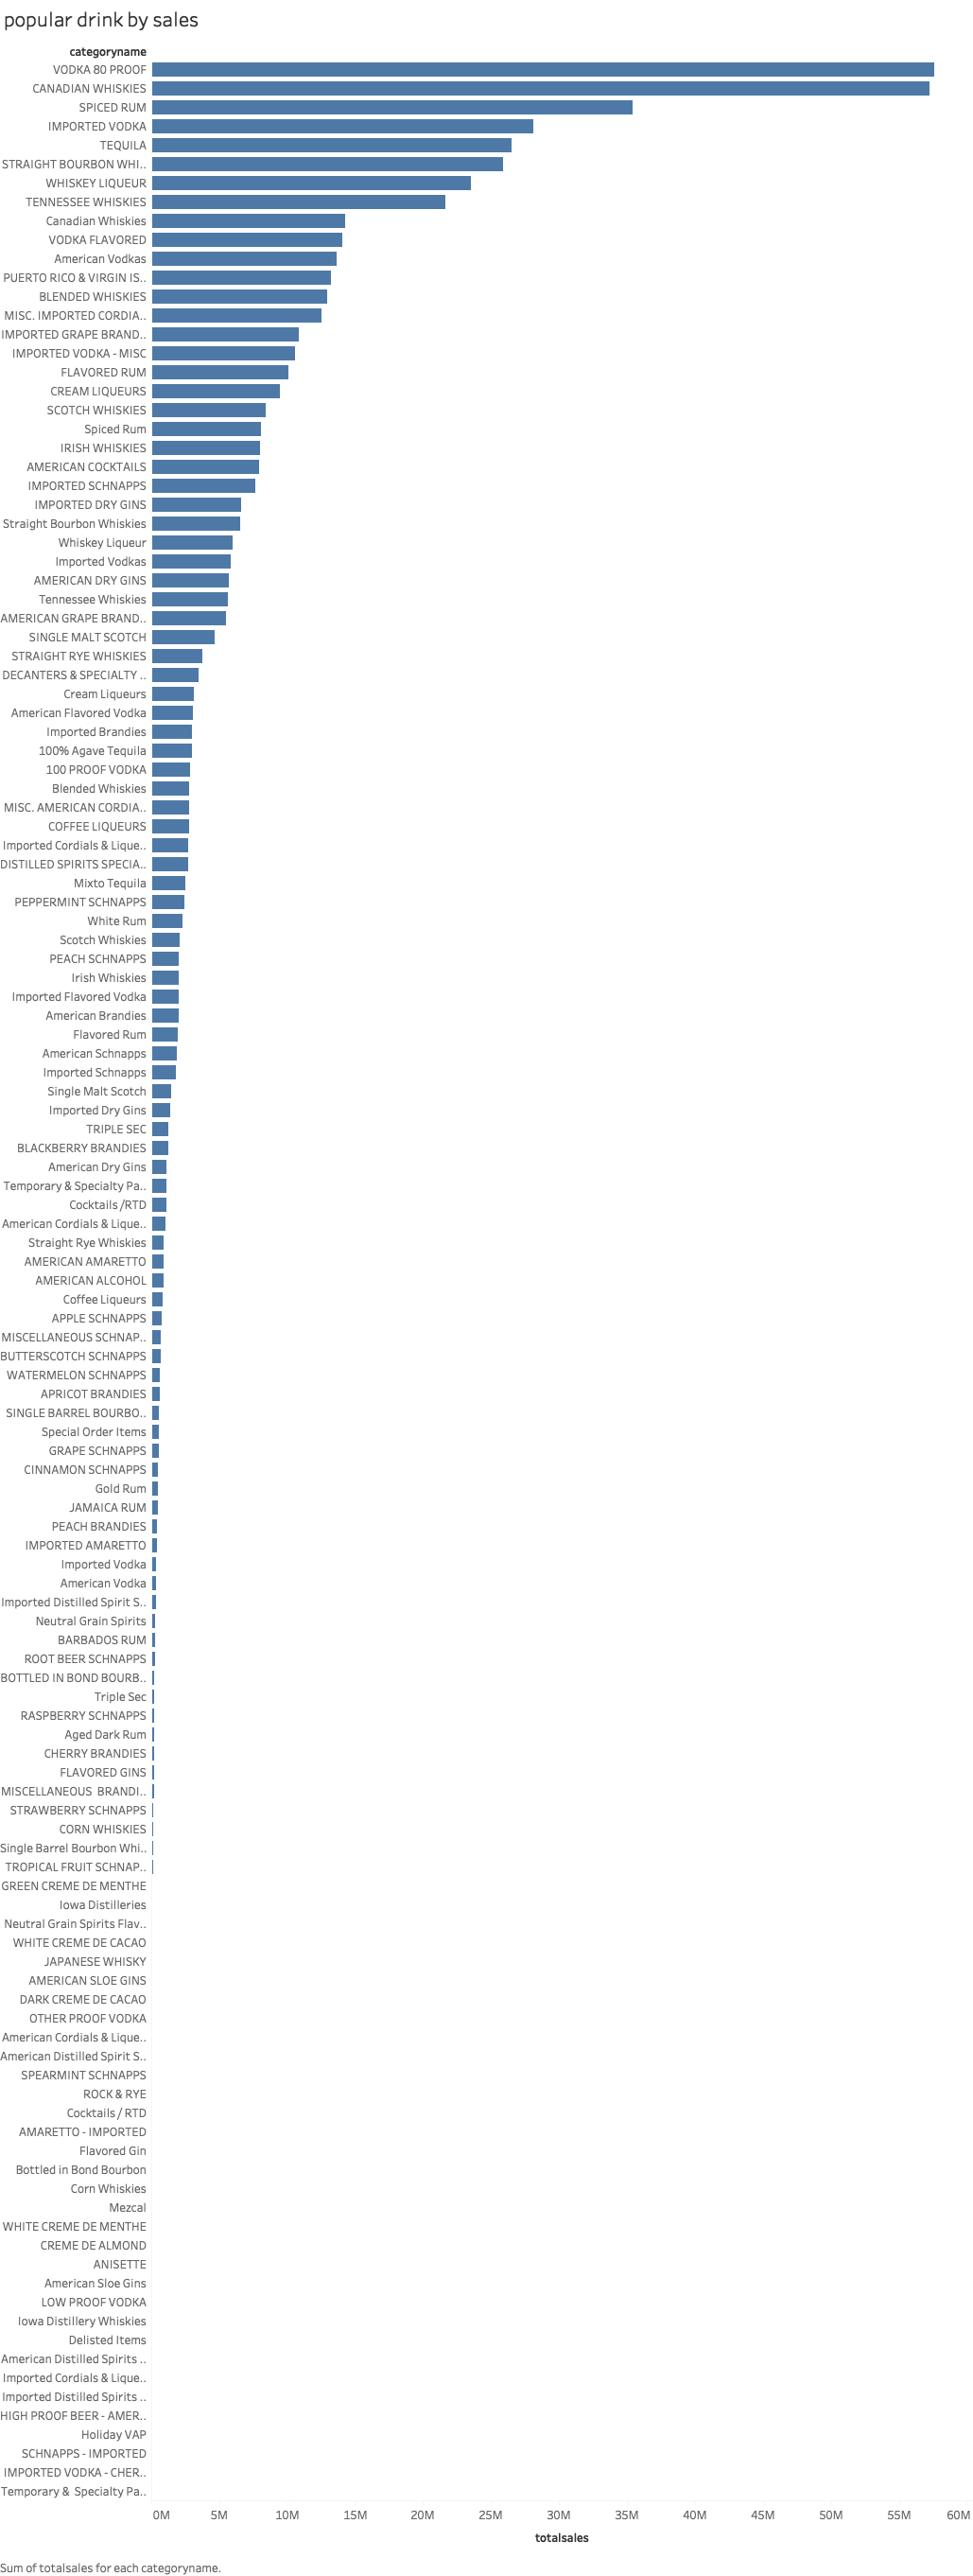 popular drink by sales
categoryname
VODKA 80 PROOF
CANADIAN WHISKIES
SPICED RUM
IMPORTED VODKA
TEQUILA
STRAIGHT BOURBON WHI..
WHISKEY LIQUEUR
TENNESSEE WHISKIES
Canadian Whiskies
VODKA FLAVORED
American Vodkas
PUERTO RICO & VIRGIN IS..
BLENDED WHISKIES
MISC. IMPORTED CORDIA..
IMPORTED GRAPE BRAND..
IMPORTED VODKA - MISC
FLAVORED RUM
CREAM LIQUEURS
SCOTCH WHISKIES
Spiced Rum
IRISH WHISKIES
AMERICAN COCKTAILS
IMPORTED SCHNAPPS
IMPORTED DRY GINS
Straight Bourbon Whiskies
Whiskey Liqueur
Imported Vodkas
AMERICAN DRY GINS
Tennessee Whiskies
AMERICAN GRAPE BRAND..
SINGLE MALT SCOTCH
STRAIGHT RYE WHISKIES
DECANTERS & SPECIALTY ..
Cream Liqueurs
American Flavored Vodka
Imported Brandies
100% Agave Tequila
100 PROOF VODKA
Blended Whiskies
MISC. AMERICAN CORDIA..
COFFEE LIQUEURS
Imported Cordials & Lique..
DISTILLED SPIRITS SPECIA..
Mixto Tequila
PEPPERMINT SCHNAPPS
White Rum
Scotch Whiskies
PEACH SCHNAPPS
Irish Whiskies
Imported Flavored Vodka
American Brandies
Flavored Rum
American Schnapps
Imported Schnapps
Single Malt Scotch
Imported Dry Gins
TRIPLE SEC
BLACKBERRY BRANDIES
American Dry Gins
Temporary & Specialty Pa..
Cocktails /RTD
American Cordials & Lique..
Straight Rye Whiskies
AMERICAN AMARETTO
AMERICAN ALCOHOL
Coffee Liqueurs
APPLE SCHNAPPS
MISCELLANEOUS SCHNAP..
BUTTERSCOTCH SCHNAPPS
WATERMELON SCHNAPPS
APRICOT BRANDIES
SINGLE BARREL BOURBO..
Special Order Items
GRAPE SCHNAPPS
CINNAMON SCHNAPPS
Gold Rum
JAMAICA RUM
PEACH BRANDIES
IMPORTED AMARETTO
Imported Vodka
American Vodka
Imported Distilled Spirit S..
Neutral Grain Spirits
BARBADOS RUM
ROOT BEER SCHNAPPS
BOTTLED IN BOND BOURB..
Triple Sec
RASPBERRY SCHNAPPS
Aged Dark Rum
CHERRY BRANDIES
FLAVORED GINS
MISCELLANEOUS  BRANDI..
STRAWBERRY SCHNAPPS
CORN WHISKIES
Single Barrel Bourbon Whi..
TROPICAL FRUIT SCHNAP..
GREEN CREME DE MENTHE
Iowa Distilleries
Neutral Grain Spirits Flav..
WHITE CREME DE CACAO
JAPANESE WHISKY
AMERICAN SLOE GINS
DARK CREME DE CACAO
OTHER PROOF VODKA
American Cordials & Lique..
American Distilled Spirit S..
SPEARMINT SCHNAPPS
ROCK & RYE
Cocktails / RTD
AMARETTO - IMPORTED
Flavored Gin
Bottled in Bond Bourbon
Corn Whiskies
Mezcal
WHITE CREME DE MENTHE
CREME DE ALMOND
ANISETTE
American Sloe Gins
LOW PROOF VODKA
Iowa Distillery Whiskies
Delisted Items
American Distilled Spirits ..
Imported Cordials & Lique..
Imported Distilled Spirits ..
HIGH PROOF BEER - AMER..
Holiday VAP
SCHNAPPS - IMPORTED
IMPORTED VODKA - CHER..
Temporary &  Specialty Pa..
0M 5M 10M 15M 20M 25M 30M 35M 40M 45M 50M 55M 60M
totalsales
Sum of totalsales for each categoryname.